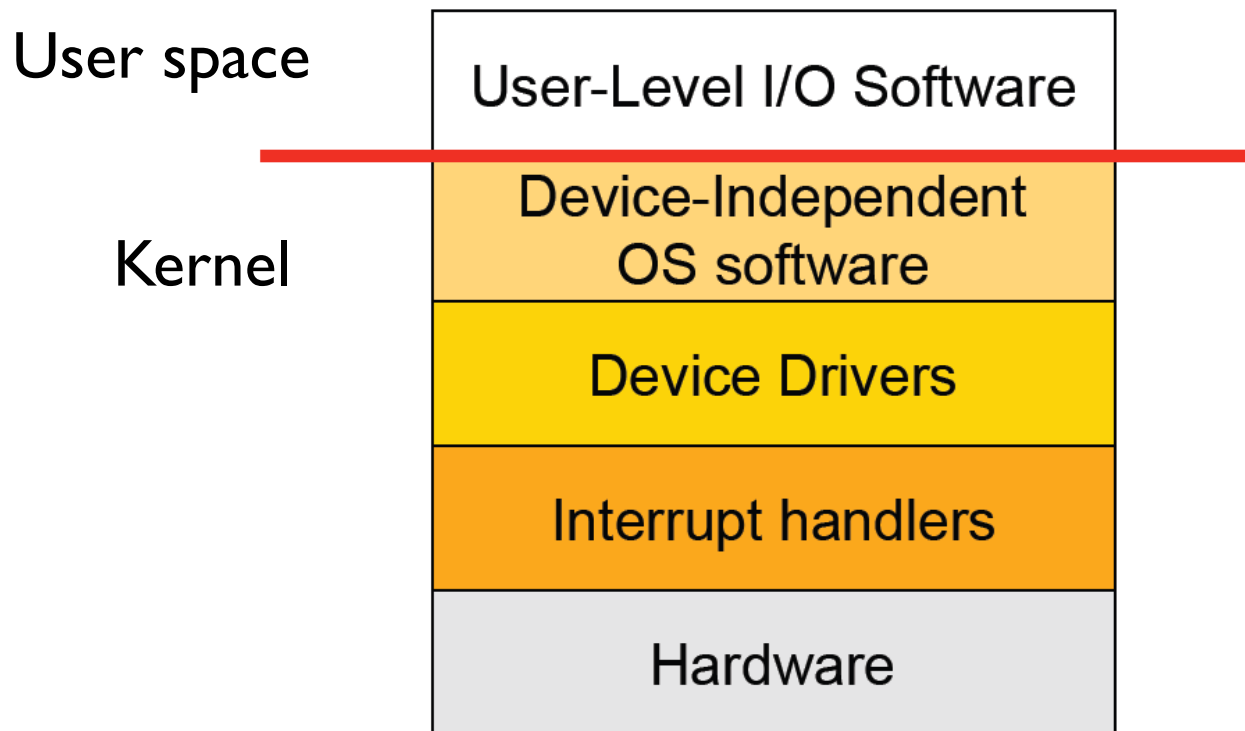 User space
User-Level I/O Software
Device-Independent
OS software
Kernel
Device Drivers
Interrupt handlers
Hardware